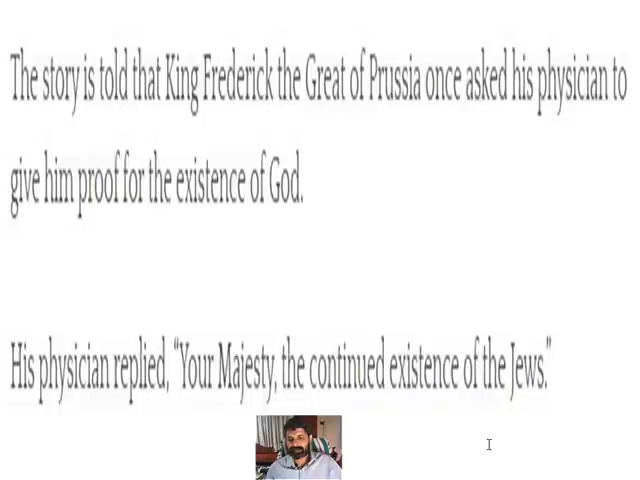 The story is told that King Frederick the Great of Prussia once asked his physician to
give him proof for the existence of God.
His physician replied, “Your Majesty, the continued existence of the Jews.”